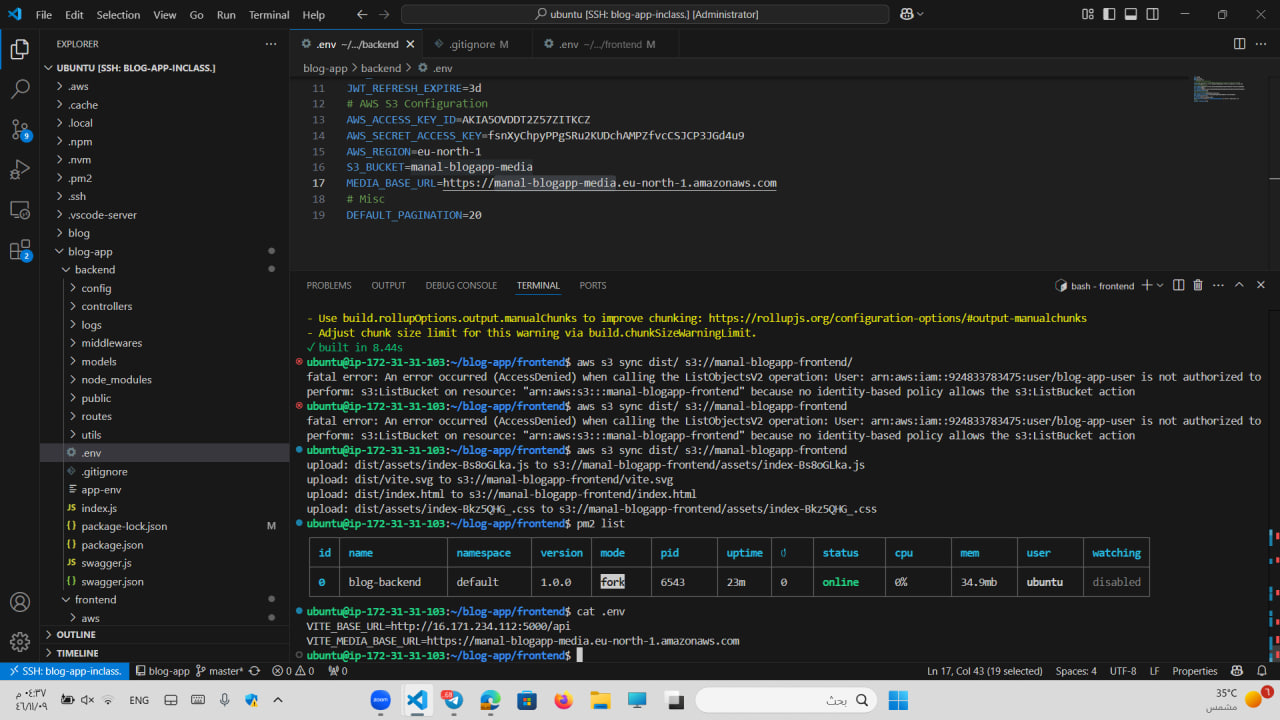 File Edit Selection View Go Run Terminal Help
ubuntu [SSH: blog-app-inclass.] [Administrator]
EXPLORER
UBUNTU [SSH: BLOG-APP-INCLASS.]
.aws
.cache
.local
.npm
.nvm
.pm2
.ssh
.vscode-server
blog
blog-app
backend
config
controllers
logs
middlewares
models
node_modules
public
routes
utils
.env
.gitignore
app-env
JS index.js
{} package-lock.json M
{} package.json
JS swagger.js
{} swagger.json
frontend
aws
OUTLINE
TIMELINE
9
2
.env ~/.../backend
.gitignore M
.env ~/.../frontend M
blog-app > backend > .env
11 JWT_REFRESH_EXPIRE=3d
12 # AWS S3 Configuration
13 AWS_ACCESS_KEY_ID=AKIA5OVDDT2Z57ZITKCZ
14 AWS_SECRET_ACCESS_KEY=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
15 AWS_REGION=eu-north-1
16 S3_BUCKET=manal-blogapp-media
17 MEDIA_BASE_URL=https://manal-blogapp-media.eu-north-1.amazonaws.com
18 # Misc
19 DEFAULT_PAGINATION=20
PROBLEMS OUTPUT DEBUG CONSOLE TERMINAL PORTS
bash - frontend
- Use build.rollupOptions.output.manualChunks to improve chunking: https://rollupjs.org/configuration-options/#output-manualchunks
- Adjust chunk size limit for this warning via build.chunkSizeWarningLimit.
✓ built in 8.44s
ubuntu@ip-172-31-31-103:~/blog-app/frontend$ aws s3 sync dist/ s3://manal-blogapp-frontend/
fatal error: An error occurred (AccessDenied) when calling the ListObjectsV2 operation: User: arn:aws:iam::924833783475:user/blog-app-user is not authorized to
perform: s3:ListBucket on resource: "arn:aws:s3:::manal-blogapp-frontend" because no identity-based policy allows the s3:ListBucket action
ubuntu@ip-172-31-31-103:~/blog-app/frontend$ aws s3 sync dist/ s3://manal-blogapp-frontend
fatal error: An error occurred (AccessDenied) when calling the ListObjectsV2 operation: User: arn:aws:iam::924833783475:user/blog-app-user is not authorized to
perform: s3:ListBucket on resource: "arn:aws:s3:::manal-blogapp-frontend" because no identity-based policy allows the s3:ListBucket action
ubuntu@ip-172-31-31-103:~/blog-app/frontend$ aws s3 sync dist/ s3://manal-blogapp-frontend
upload: dist/assets/index-Bs8oGLka.js to s3://manal-blogapp-frontend/assets/index-Bs8oGLka.js
upload: dist/vite.svg to s3://manal-blogapp-frontend/vite.svg
upload: dist/index.html to s3://manal-blogapp-frontend/index.html
upload: dist/assets/index-Bkz5QHG_.css to s3://manal-blogapp-frontend/assets/index-Bkz5QHG_.css
ubuntu@ip-172-31-31-103:~/blog-app/frontend$ pm2 list
id name namespace version mode pid uptime ↺ status cpu mem user watching
0 blog-backend default 1.0.0 fork 6543 23m 0 online 0% 34.9mb ubuntu disabled
ubuntu@ip-172-31-31-103:~/blog-app/frontend$ cat .env
VITE_BASE_URL=http://16.171.234.112:5000/api
VITE_MEDIA_BASE_URL=https://manal-blogapp-media.eu-north-1.amazonaws.com
ubuntu@ip-172-31-31-103:~/blog-app/frontend$
SSH: blog-app-inclass. blog-app master* 0 0 0 Ln 17, Col 43 (19 selected) Spaces: 4 UTF-8 LF Properties
٠٤:٣٧ م
٤٦/١١/٠٩
ENG
zoom
68
بحث
35°C
مشمس
٦